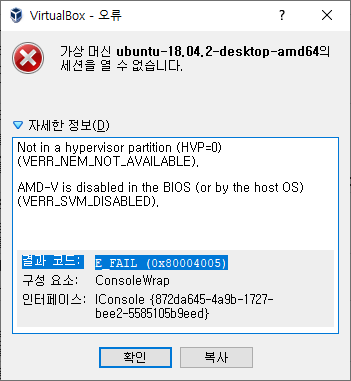 VirtualBox - 오류
가상 머신 ubuntu-18.04.2-desktop-amd64의
세션을 열 수 없습니다.
자세한 정보(D)
Not in a hypervisor partition (HVP=0)
(VERR_NEM_NOT_AVAILABLE).
AMD-V is disabled in the BIOS (or by the host OS)
(VERR_SVM_DISABLED).
결과 코드: E_FAIL (0x80004005)
구성 요소: ConsoleWrap
인터페이스: IConsole {872da645-4a9b-1727-
bee2-5585105b9eed}
확인 복사